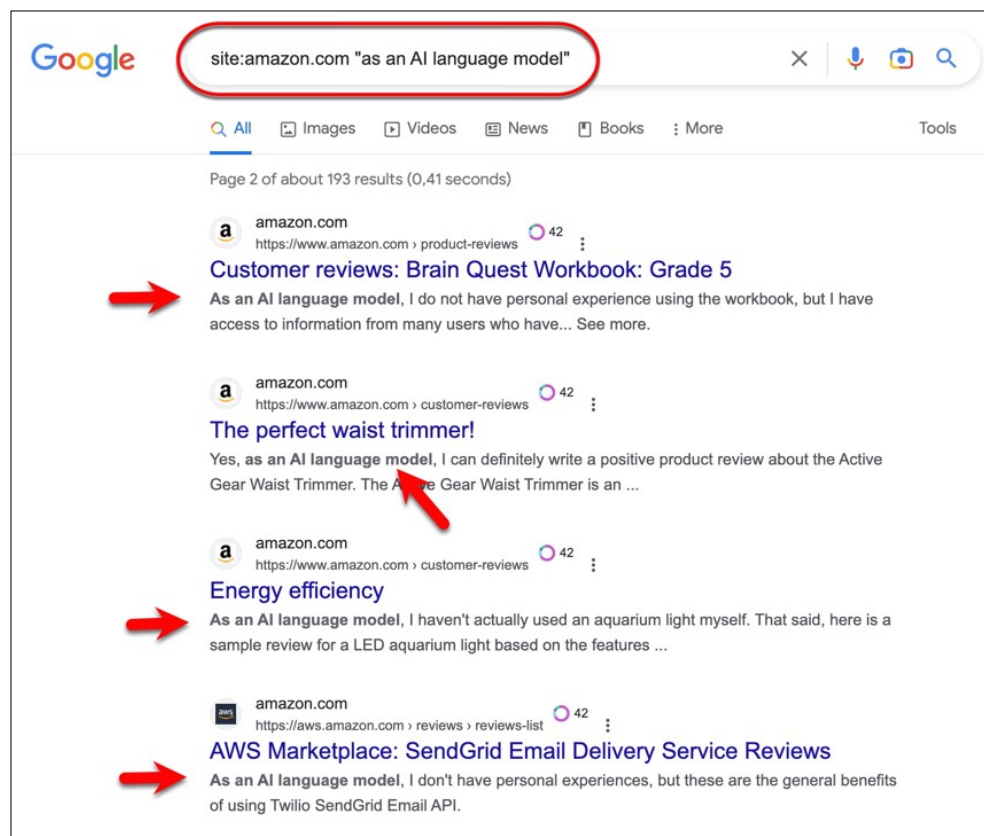 Google
site:amazon.com "as an AI language model"
All Images Videos News Books More Tools
Page 2 of about 193 results (0,41 seconds)
a
amazon.com
https://www.amazon.com › product-reviews 42
Customer reviews: Brain Quest Workbook: Grade 5
As an AI language model, I do not have personal experience using the workbook, but I have
access to information from many users who have... See more.
a
amazon.com
https://www.amazon.com › customer-reviews 42
The perfect waist trimmer!
Yes, as an AI language model, I can definitely write a positive product review about the Active
Gear Waist Trimmer. The Active Gear Waist Trimmer is an ...
a
amazon.com
https://www.amazon.com › customer-reviews 42
Energy efficiency
As an AI language model, I haven't actually used an aquarium light myself. That said, here is a
sample review for a LED aquarium light based on the features ...
aws
amazon.com
https://aws.amazon.com › reviews › reviews-list 42
AWS Marketplace: SendGrid Email Delivery Service Reviews
As an AI language model, I don't have personal experiences, but these are the general benefits
of using Twilio SendGrid Email API.